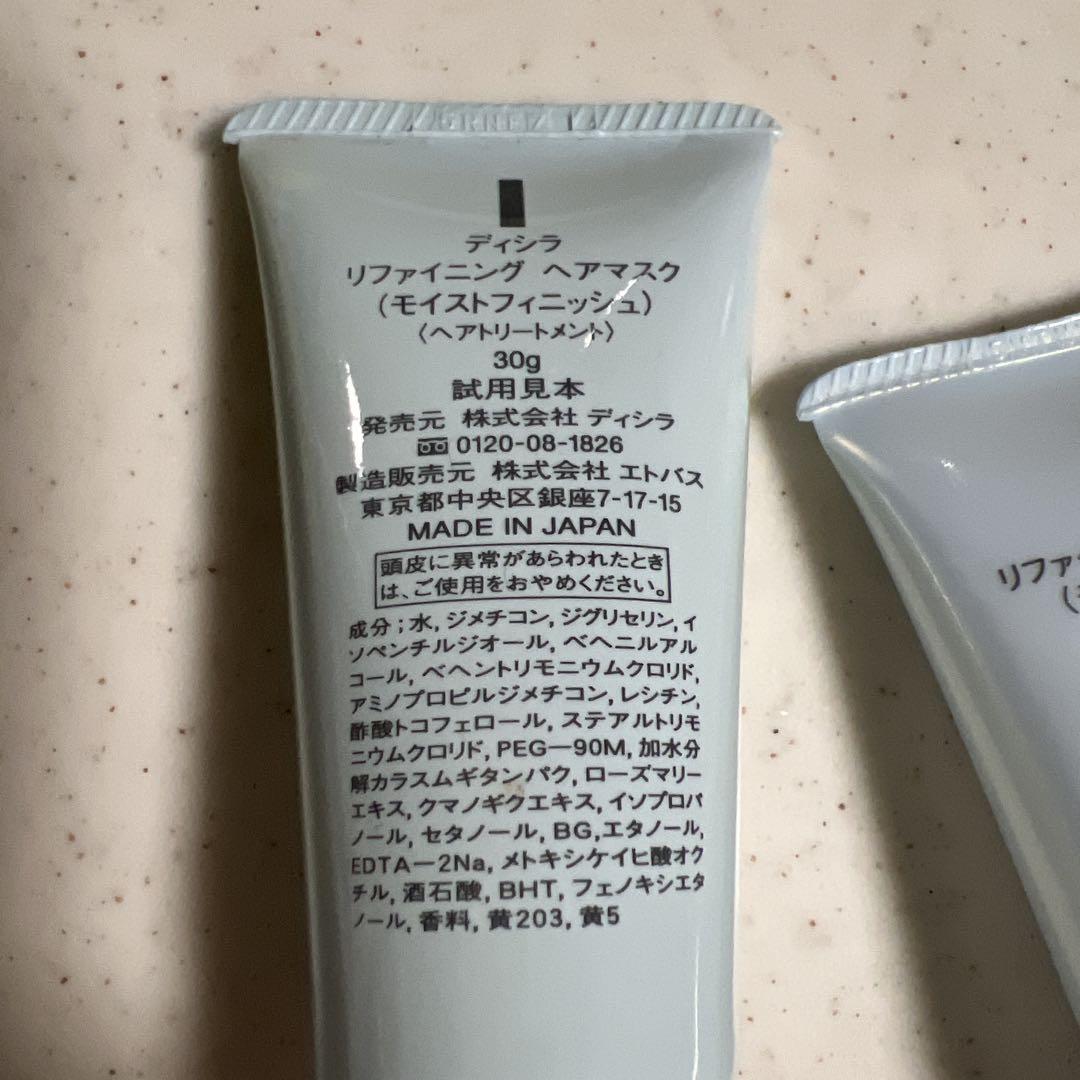 ディシラ
リファイニング ヘアマスク
(モイストフィニッシュ)
〈ヘアトリートメント〉
30g
試用見本
発売元 株式会社 ディシラ
0120-08-1826
製造販売元 株式会社 エトバス
東京都中央区銀座7-17-15
MADE IN JAPAN
頭皮に異常があらわれたとき
は、ご使用をおやめください。
成分;水, ジメチコン, ジグリセリン, イ
ソペンチルジオール, ベヘニルアル
コール, ベヘントリモニウムクロリド,
アミノプロピルジメチコン, レシチン,
酢酸トコフェロール, ステアルトリモ
ニウムクロリド, PEG—90M, 加水分
解カラスムギタンパク, ローズマリー
エキス, クマノギクエキス, イソプロパ
ノール, セタノール, BG, エタノール,
EDTA—2Na, メトキシケイヒ酸オク
チル, 酒石酸, BHT, フェノキシエタ
ノール, 香料, 黄203, 黄5
リファ